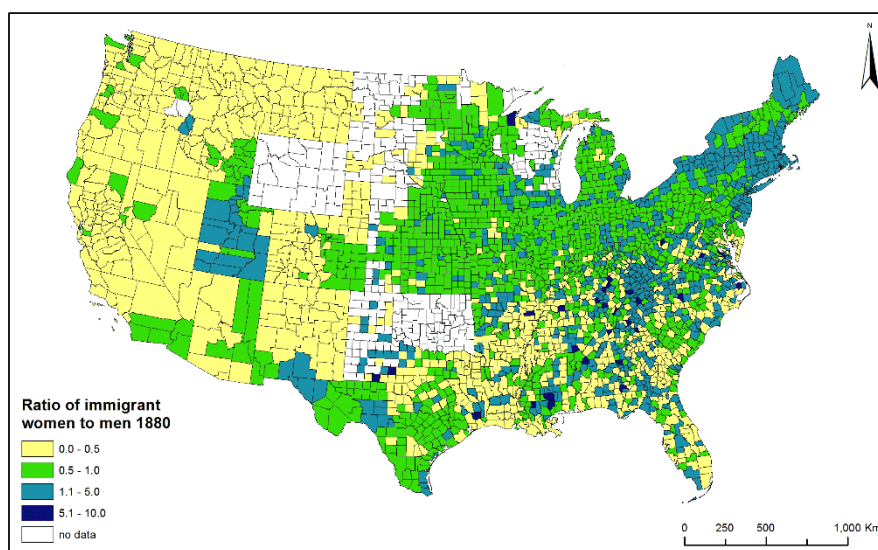 N
Ratio of immigrant
women to men 1880
0.0 - 0.5
0.5 - 1.0
1.1 - 5.0
5.1 - 10.0
no data
0 250 500 1,000 Km